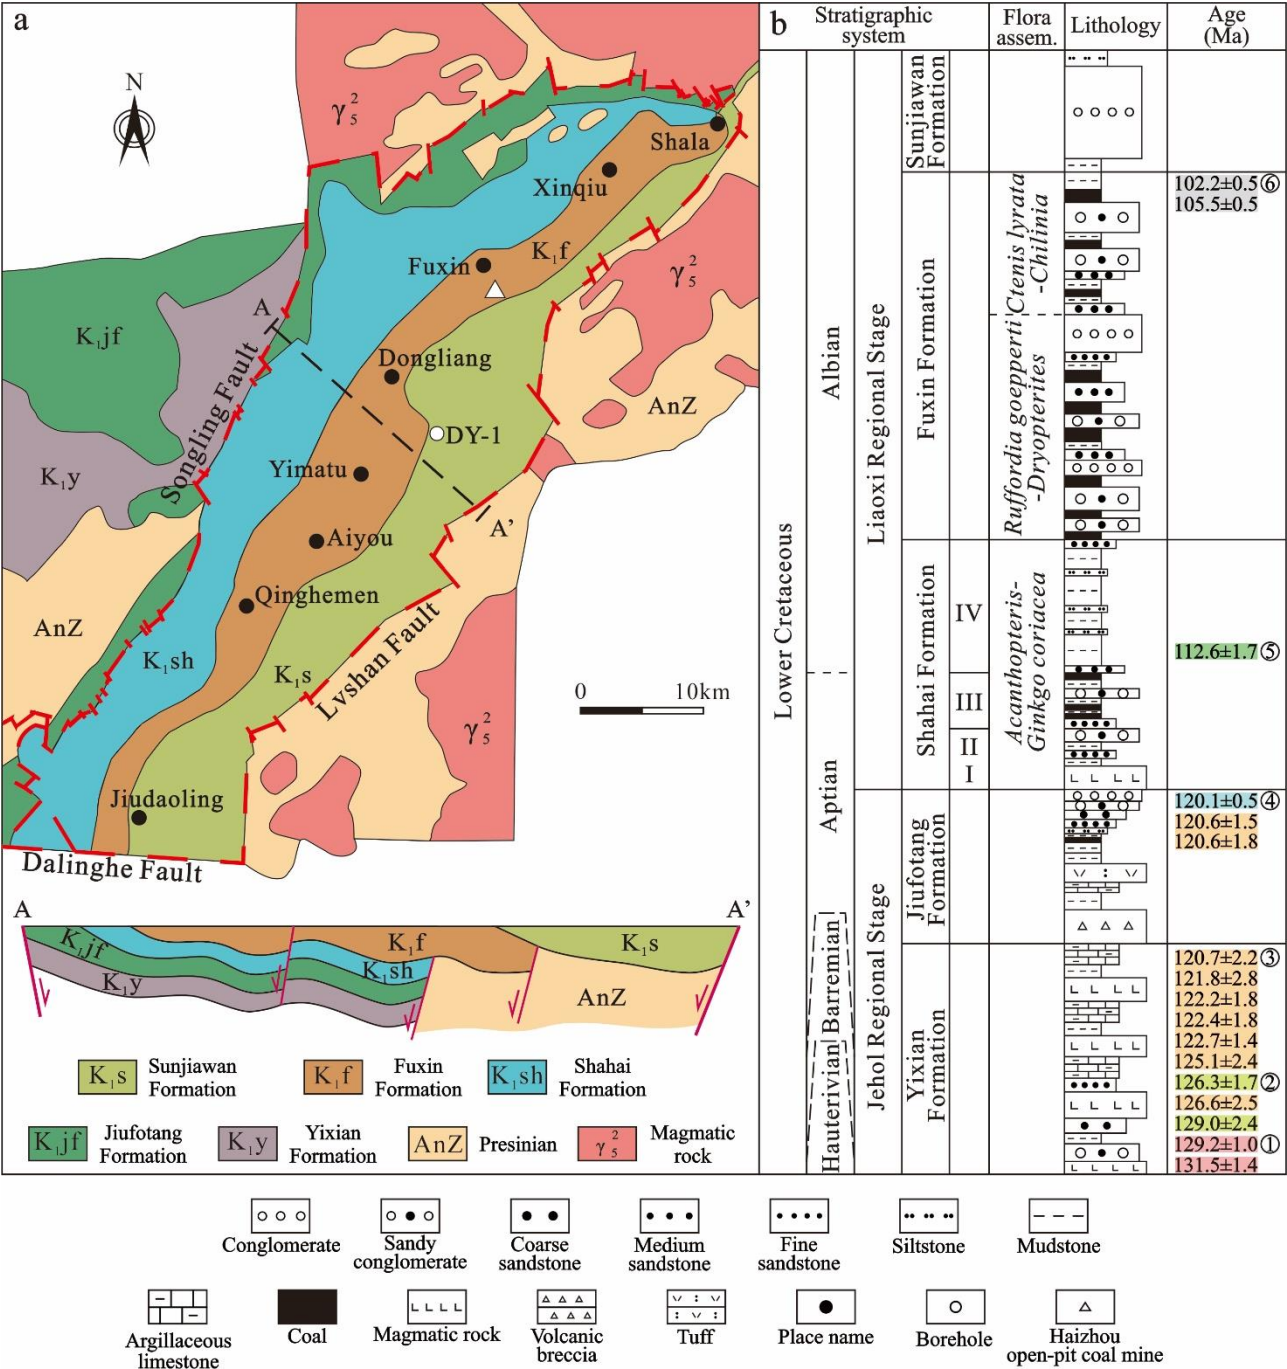 a
N
γ₅²
Shala
Xinqiu
K₁f
Fuxin
γ₅²
A
K₁jf
Songling Fault
Dongliang
AnZ
DY-1
K₁y
Yimatu
A’
Aiyou
Qinghemen
AnZ
K₁sh
K₁s
Lvshan Fault
0 10km
γ₅²
Jiudaoling
Dalinghe Fault
A A’
K₁jf K₁f K₁s
K₁sh
K₁y AnZ
K₁s Sunjiawan
Formation
K₁f Fuxin
Formation
K₁sh Shahai
Formation
K₁jf Jiufotang
Formation
K₁y Yixian
Formation
AnZ Presinian
γ₅² Magmatic
rock
b
Stratigraphic
system
Flora
assem.
Lithology
Age
(Ma)
Lower Cretaceous
Albian
Aptian
Barremian
Hauterivian
Liaoxi Regional Stage
Jehol Regional Stage
Sunjiawan
Formation
Fuxin Formation
Shahai Formation
IV
III
II
I
Jiufotang
Formation
Yixian
Formation
Ctenis lyrata
-Chilinia
Ruffordia goepperti
-Dryopterites
Acanthopteris-
Ginkgo coriacea
102.2±0.5⑥
105.5±0.5
112.6±1.7⑤
120.1±0.5④
120.6±1.5
120.6±1.8
120.7±2.2③
121.8±2.8
122.2±1.8
122.4±1.8
122.7±1.4
125.1±2.4
126.3±1.7②
126.6±2.5
129.0±2.4
129.2±1.0①
131.5±1.4
Conglomerate
Sandy
conglomerate
Coarse
sandstone
Medium
sandstone
Fine
sandstone
Siltstone
Mudstone
Argillaceous
limestone
Coal
Magmatic rock
Volcanic
breccia
Tuff
Place name
Borehole
Haizhou
open-pit coal mine